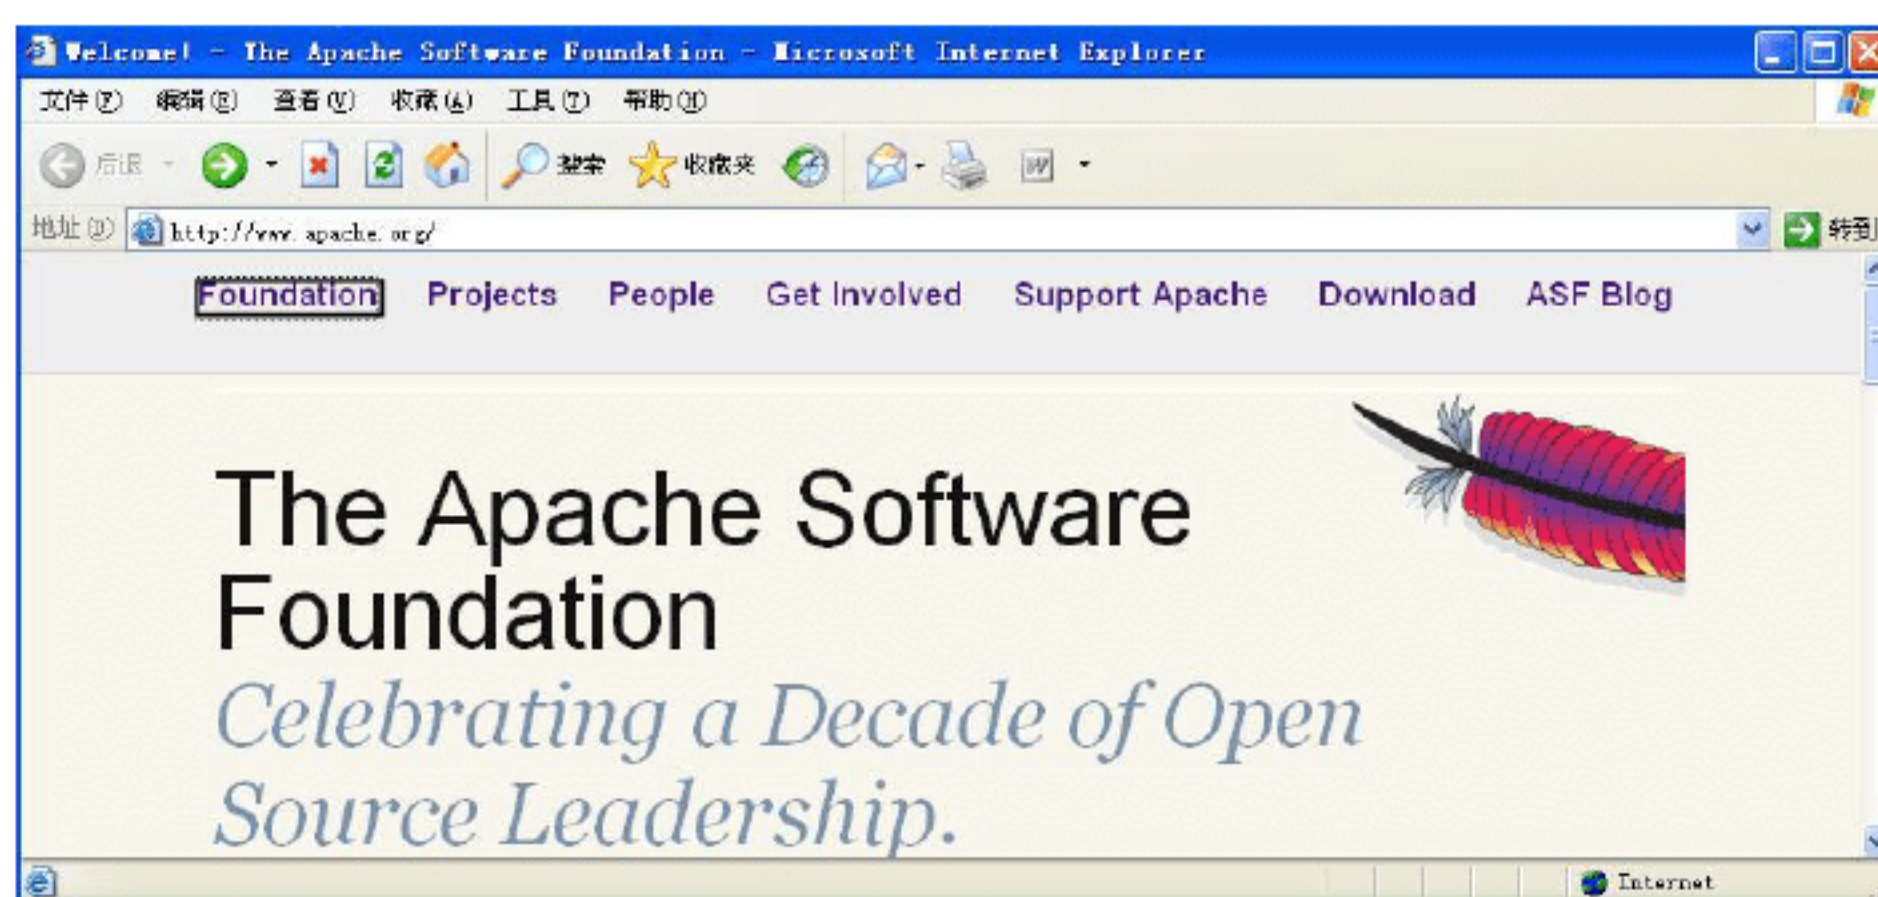 Welcome! - The Apache Software Foundation - Microsoft Internet Explorer
文件(F) 编辑(E) 查看(V) 收藏(A) 工具(T) 帮助(H)
后退 搜索 收藏夹 W
地址(D) http://www.apache.org/ 转到
Foundation Projects People Get Involved Support Apache Download ASF Blog
The Apache Software
Foundation
Celebrating a Decade of Open
Source Leadership.
Internet